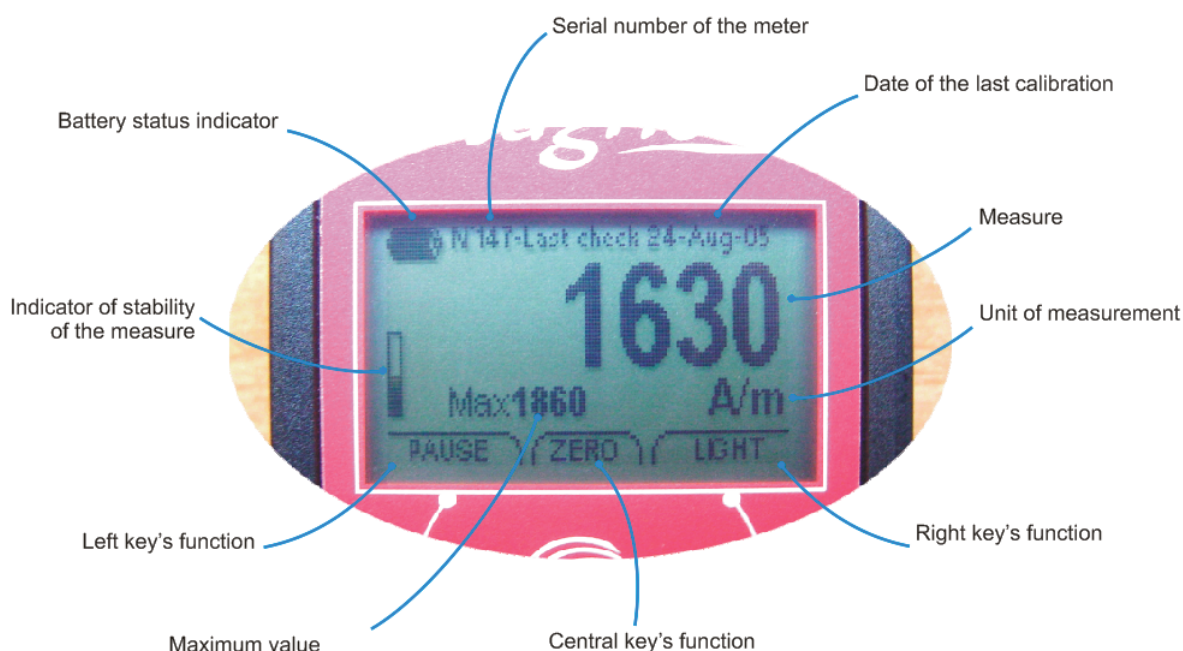 Serial number of the meter
Date of the last calibration
Battery status indicator
N°147-Last check 24-Aug-05
Measure
1630
Indicator of stability
of the measure
Unit of measurement
Max1860
A/m
PAUSE
ZERO
LIGHT
Left key's function
Right key's function
Maximum value
Central key's function